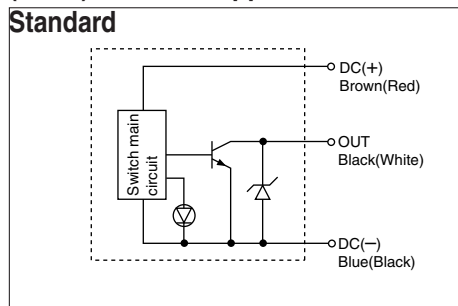 Standard
DC(+)
Brown(Red)
Switch main
circuit
OUT
Black(White)
DC(−)
Blue(Black)